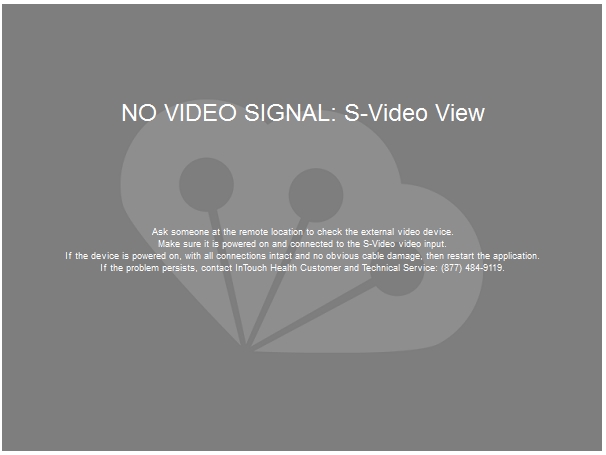 NO VIDEO SIGNAL: S-Video View
Ask someone at the remote location to check the external video device.
Make sure it is powered on and connected to the S-Video video input.
If the device is powered on, with all connections intact and no obvious cable damage, then restart the application.
If the problem persists, contact InTouch Health Customer and Technical Service: (877) 484-9119.